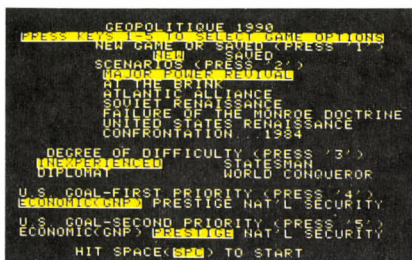 GEOPOLITIQUE 1990
PRESS KEYS 1-5 TO SELECT GAME OPTIONS
NEW GAME OR SAVED (PRESS '1')
NEW SAVED
SCENARIOS (PRESS '2')
MAJOR POWER REVIVAL
AT THE BRINK
ATLANTIC ALLIANCE
SOVIET RENAISSANCE
FAILURE OF THE MONROE DOCTRINE
UNITED STATES RENAISSANCE
CONFRONTATION...1984
DEGREE OF DIFFICULTY (PRESS '3')
INEXPERIENCED STATESMAN
DIPLOMAT WORLD CONQUEROR
U.S. GOAL-FIRST PRIORITY (PRESS '4')
ECONOMIC(GNP) PRESTIGE NAT'L SECURITY
U.S. GOAL-SECOND PRIORITY (PRESS '5')
ECONOMIC(GNP) PRESTIGE NAT'L SECURITY
HIT SPACE(SPC) TO START